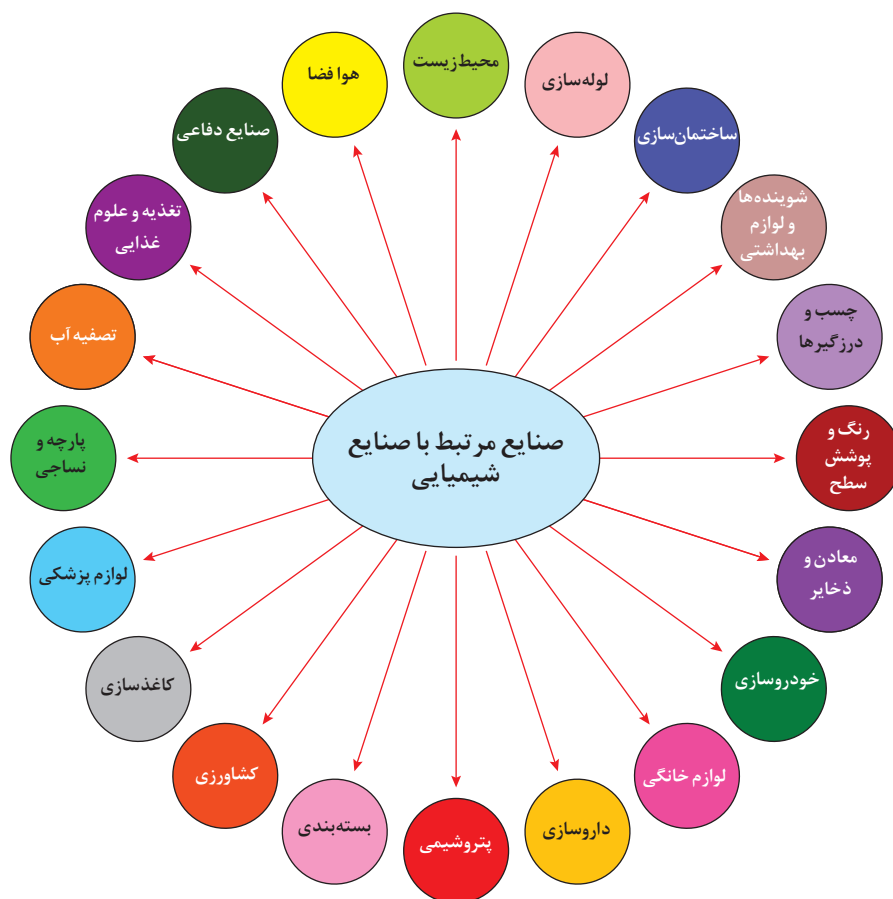 صنایع مرتبط با صنایع
شیمیایی
محیط‌زیست
لوله‌سازی
ساختمان‌سازی
شوینده‌ها
و لوازم
بهداشتی
چسب و
درزگیرها
رنگ و
پوشش
سطح
معادن و
ذخایر
خودروسازی
لوازم خانگی
داروسازی
پتروشیمی
بسته‌بندی
کشاورزی
کاغذسازی
لوازم پزشکی
پارچه و
نساجی
تصفیه آب
تغذیه و علوم
غذایی
صنایع دفاعی
هوا فضا